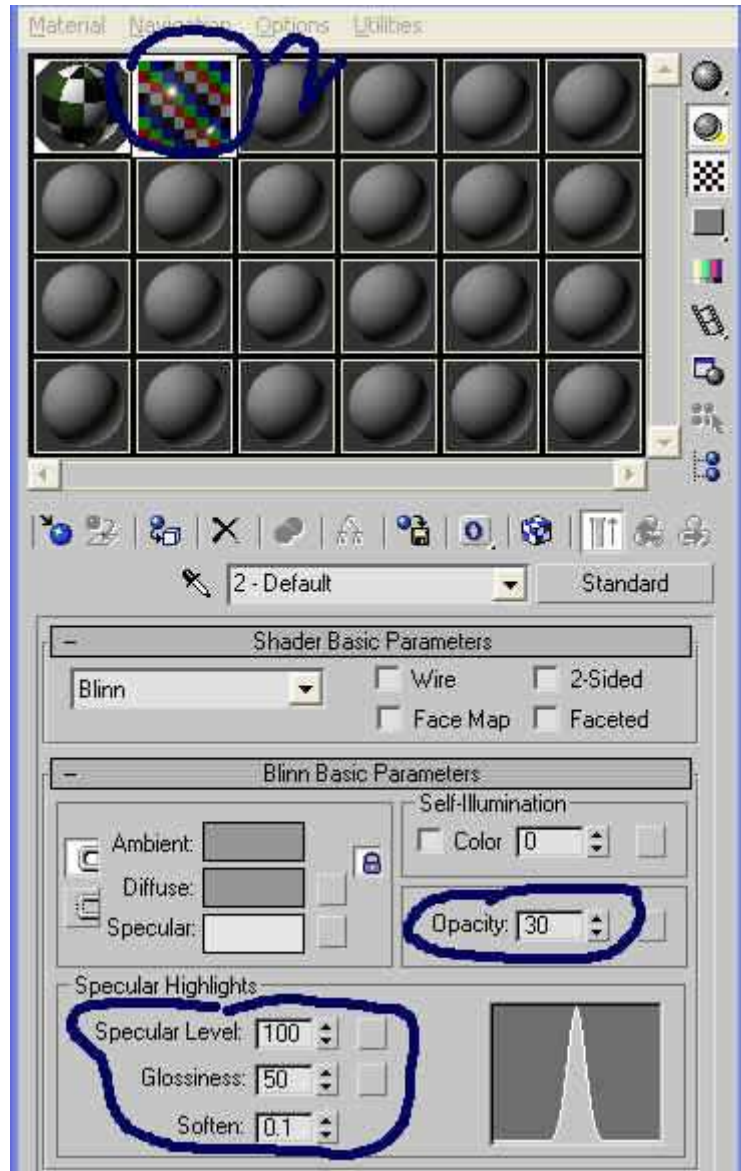 Material Navigation Options Utilities
2
2 - Default Standard
Shader Basic Parameters
Blinn Wire 2-Sided
Face Map Faceted
Blinn Basic Parameters
Self-Illumination
Ambient: Color 0
Diffuse:
Specular: Opacity: 30
Specular Highlights
Specular Level: 100
Glossiness: 50
Soften: 0.1